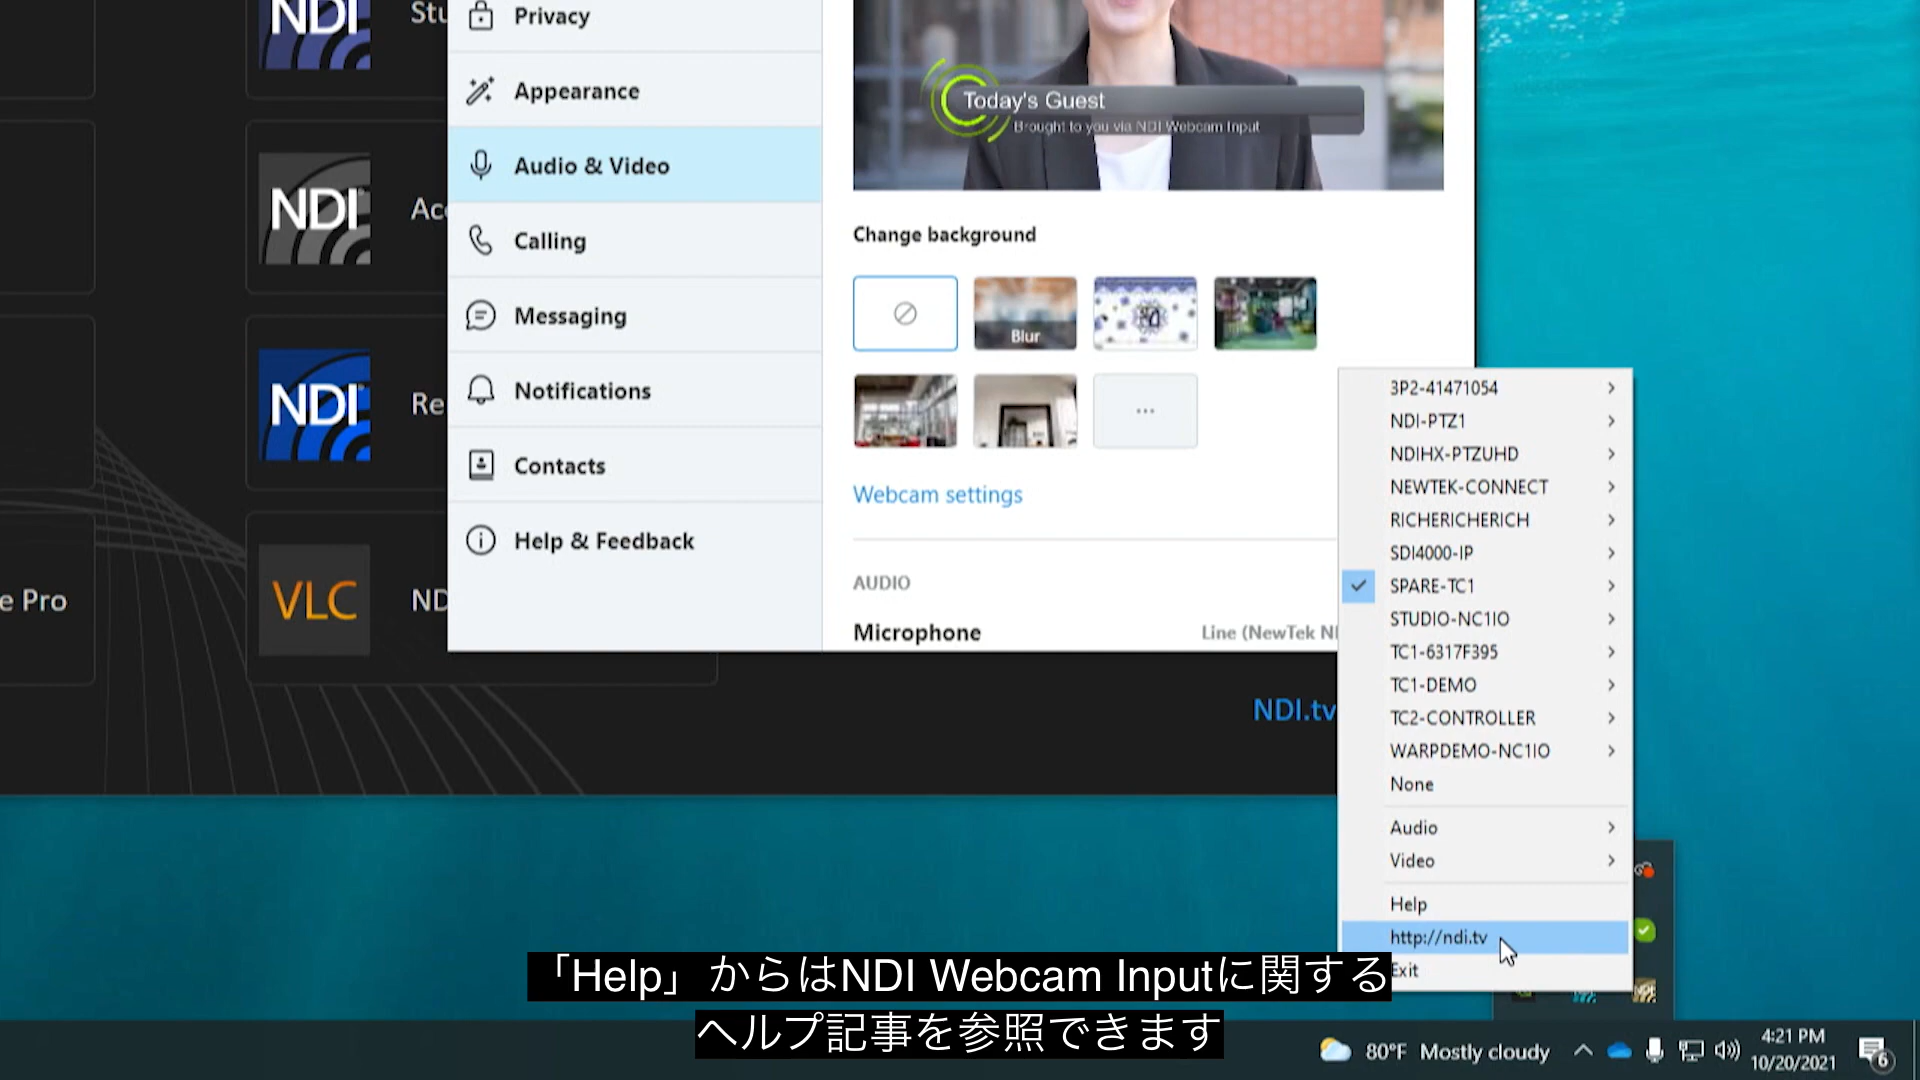 NDI
Stu
NDI
Acc
NDI
Re
e Pro
VLC
ND
NDI.tv
Privacy
Appearance
Audio & Video
Calling
Messaging
Notifications
Contacts
Help & Feedback
Today's Guest
Brought to you via NDI Webcam Input
Change background
Blur
...
Webcam settings
AUDIO
Microphone
Line (NewTek NI
3P2-41471054
NDI-PTZ1
NDIHX-PTZUHD
NEWTEK-CONNECT
RICHERICHERICH
SDI4000-IP
SPARE-TC1
STUDIO-NC1IO
TC1-6317F395
TC1-DEMO
TC2-CONTROLLER
WARPDEMO-NC1IO
None
Audio
Video
Help
http://ndi.tv
Exit
「Help」からはNDI Webcam Inputに関する
ヘルプ記事を参照できます
80°F Mostly cloudy
4:21 PM
10/20/2021
6